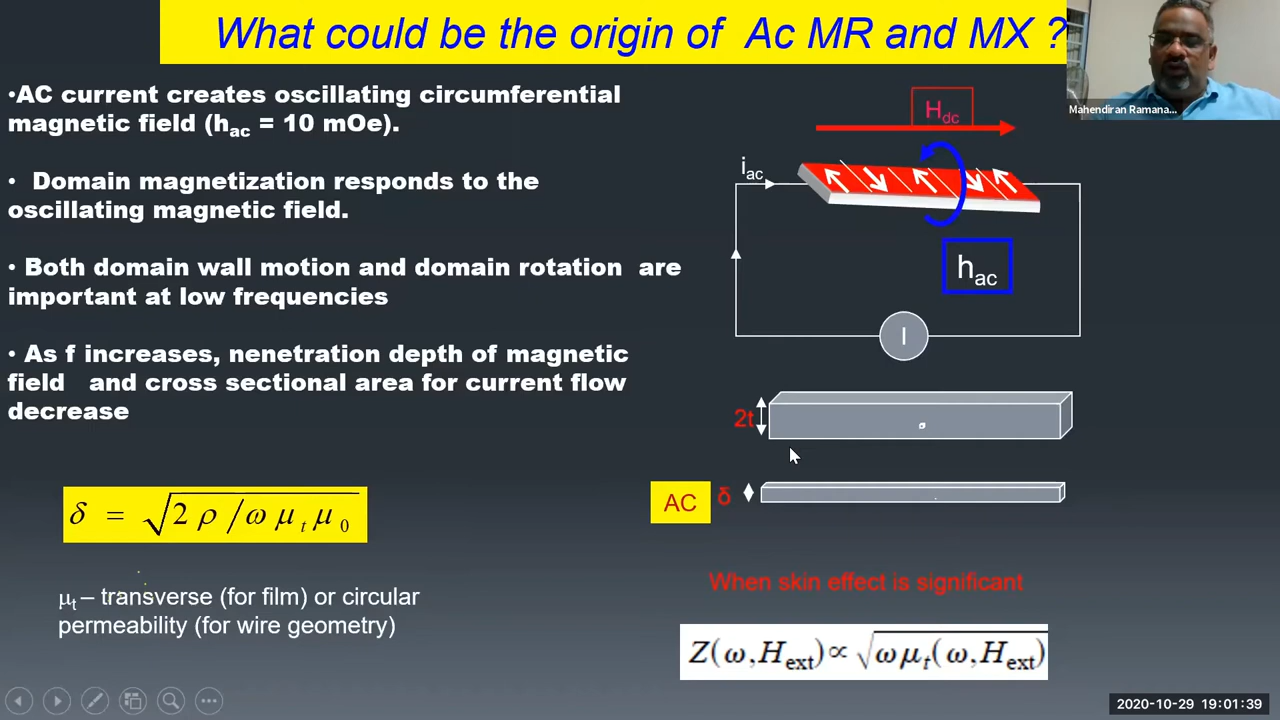 What could be the origin of Ac MR and MX ?
•AC current creates oscillating circumferential
magnetic field (hac = 10 mOe).
• Domain magnetization responds to the
oscillating magnetic field.
• Both domain wall motion and domain rotation are
important at low frequencies
• As f increases, nenetration depth of magnetic
field and cross sectional area for current flow
decrease
δ = √2 ρ / ω μt μ0
μt – transverse (for film) or circular
permeability (for wire geometry)
Hdc
iac
hac
I
2t
AC
δ
When skin effect is significant
Z(ω,Hext) ∝ √ω μt(ω,Hext)
Mahendiran Ramana...
2020-10-29 19:01:39